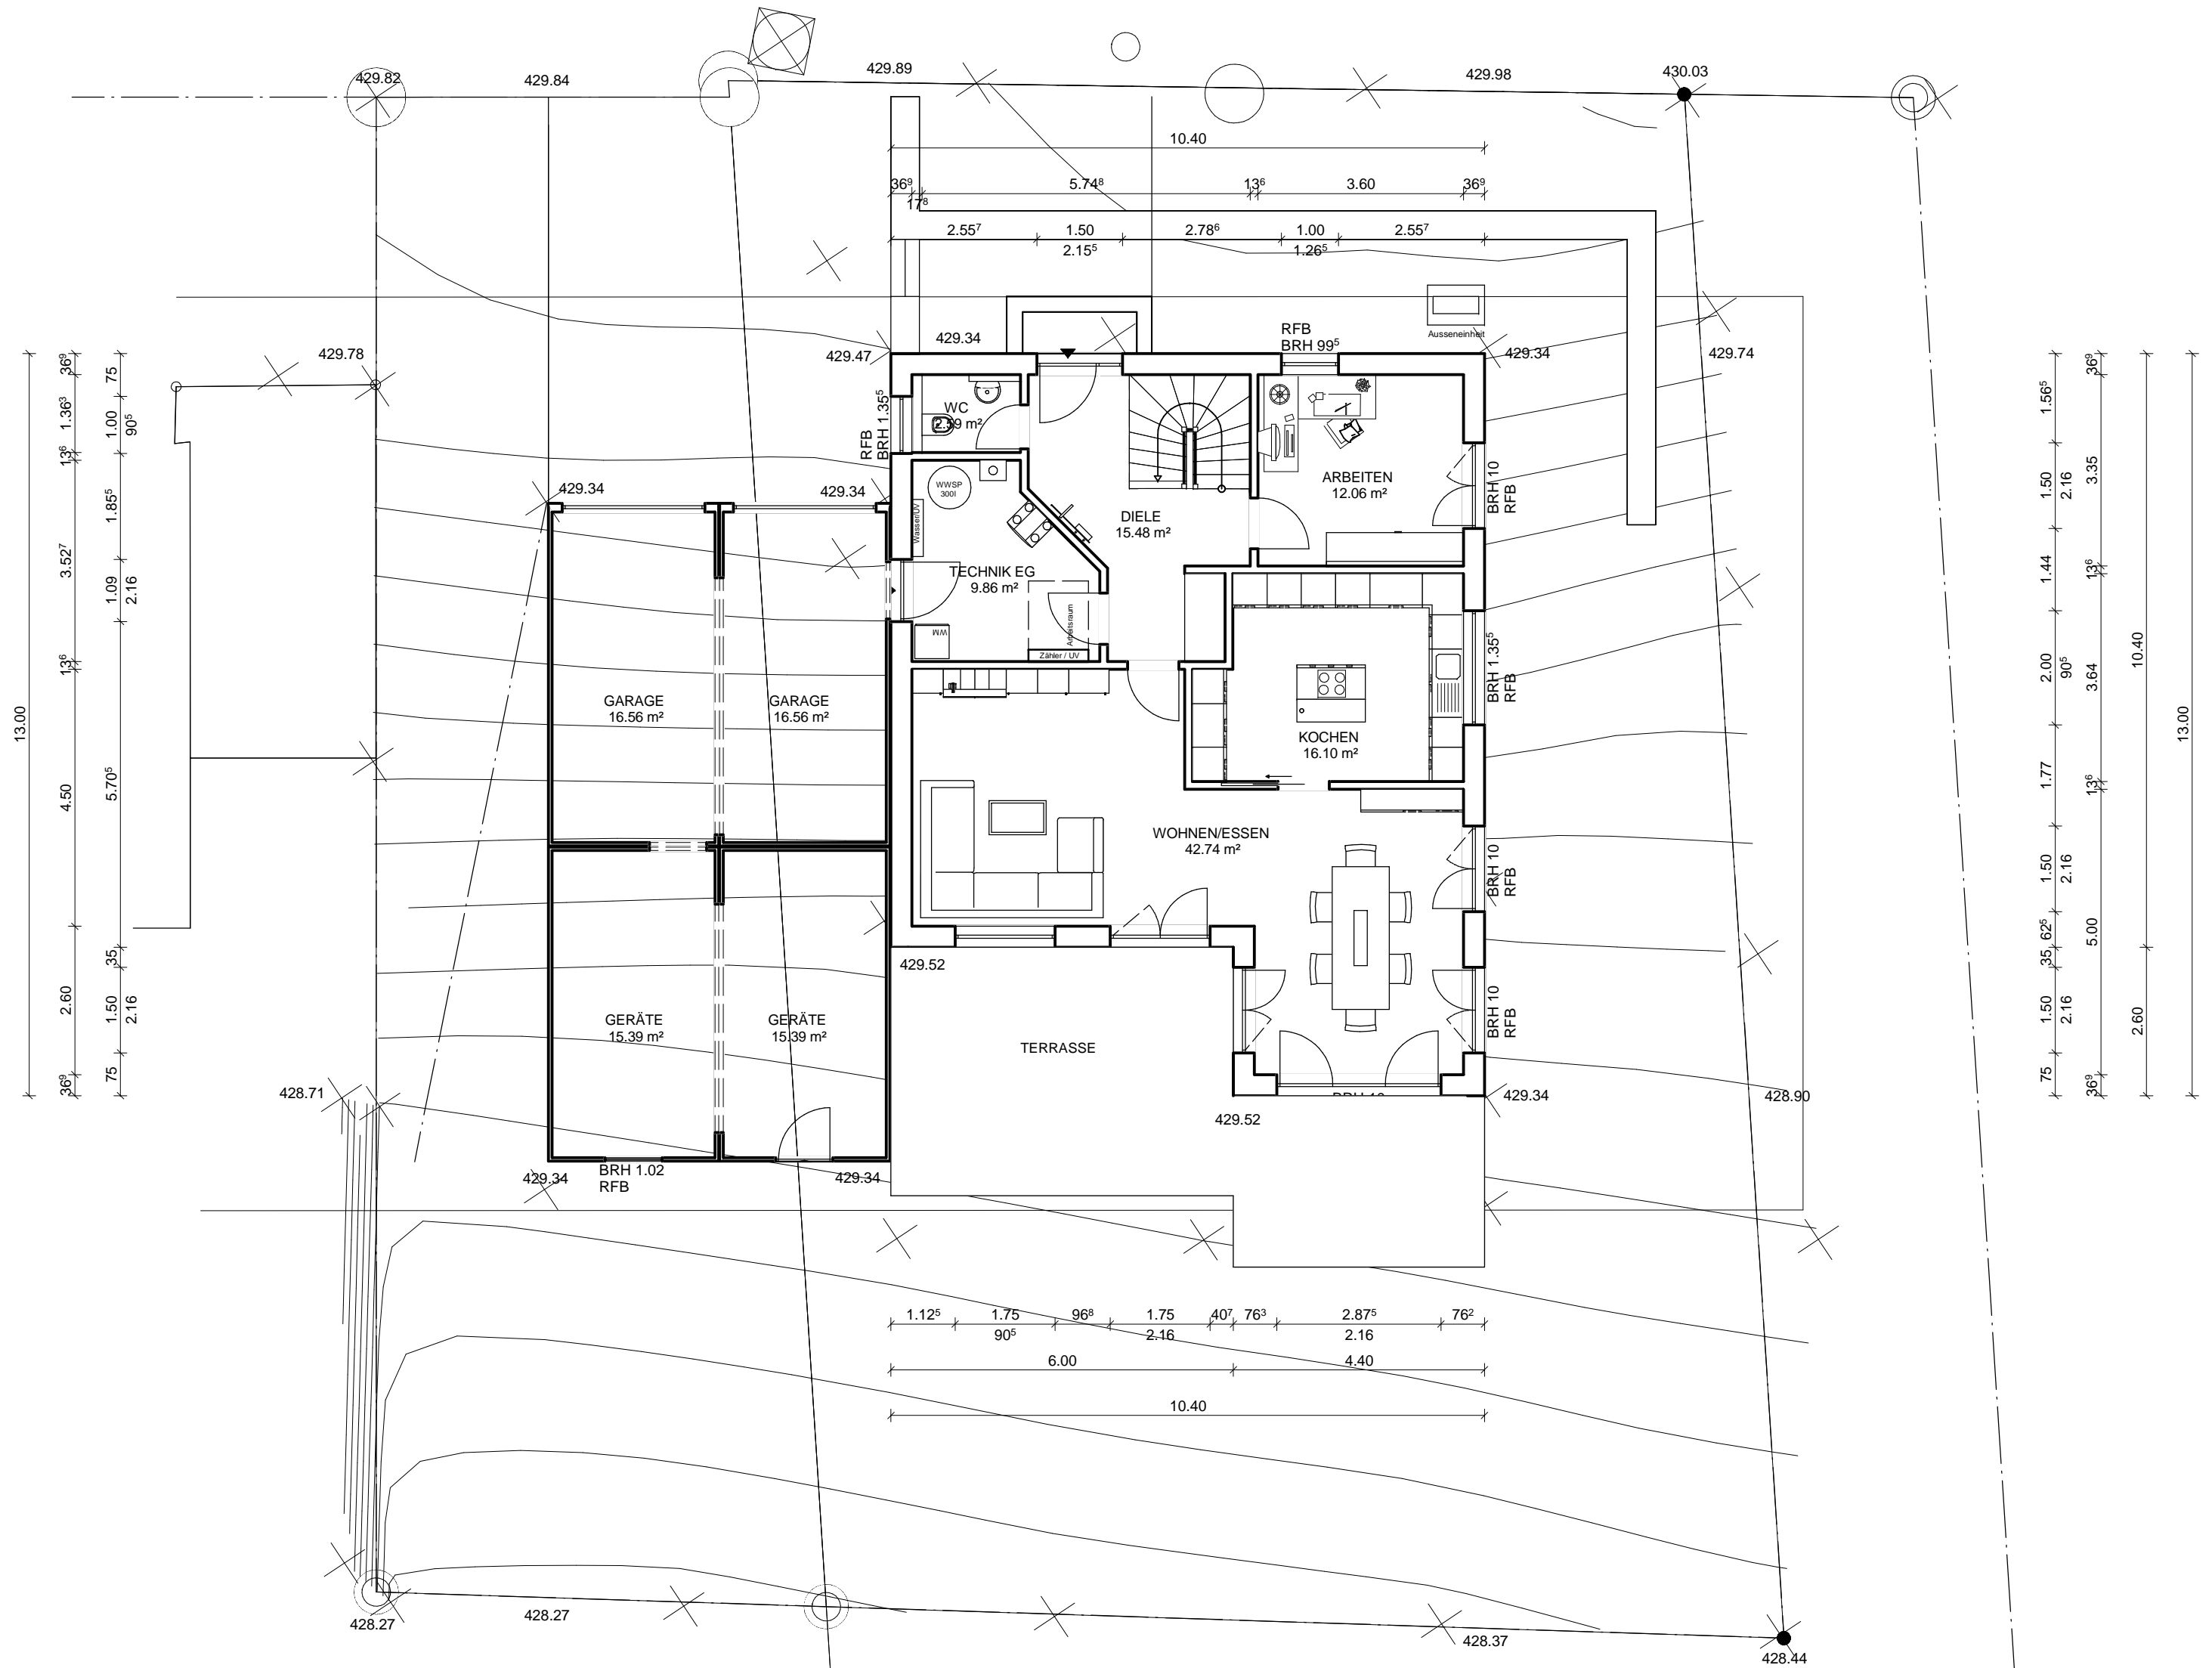 429.82
429.84
429.89
429.98
430.03
10.40
36⁹
5.74⁸
13⁶
3.60
36⁹
17⁸
2.55⁷
1.50
2.78⁶
1.00
2.55⁷
2.15⁵
1.26⁵
429.78
429.47
429.34
RFB
BRH 99⁵
Ausseneinheit
429.34
429.74
RFB
BRH 1.35⁵
WC
2.59 m²
WWSP
300l
Wasser/UV
DIELE
15.48 m²
ARBEITEN
12.06 m²
BRH 10
RFB
429.34
429.34
TECHNIK EG
9.86 m²
Arbeitsraum
WM
Zähler / UV
GARAGE
16.56 m²
GARAGE
16.56 m²
KOCHEN
16.10 m²
BRH 1.35⁵
RFB
WOHNEN/ESSEN
42.74 m²
BRH 10
RFB
429.52
GERÄTE
15.39 m²
GERÄTE
15.39 m²
TERRASSE
BRH 10
RFB
BRH 10
428.71
429.52
429.34
428.90
BRH 1.02
RFB
429.34
429.34
13.00
36⁹
1.36³
13⁶
3.52⁷
13⁶
4.50
2.60
36⁹
75
1.00
90⁵
1.85⁵
1.09
2.16
5.70⁵
35
1.50
2.16
75
1.56⁵
1.50
2.16
1.44
2.00
90⁵
1.77
1.50
2.16
62⁵
35
1.50
2.16
75
36⁹
3.35
13⁶
3.64
13⁶
5.00
36⁹
10.40
2.60
13.00
1.12⁵
1.75
96⁸
1.75
40⁷
76³
2.87⁵
76²
90⁵
2.16
2.16
6.00
4.40
10.40
428.27
428.27
428.37
428.44